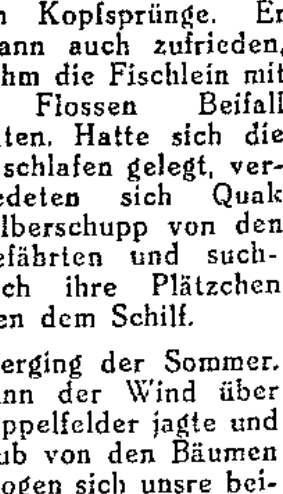 n Kopfsprünge. Er
ann auch zufrieden,
hm die Fischlein mit
Flossen Beifall
ten. Hatte sich die
schlafen gelegt, ver-
edeten sich Quak
lberschupp von den
efährten und such-
ch ihre Plätzchen
en dem Schilf.
erging der Sommer.
nn der Wind über
ppelfelder jagte und
ub von den Bäumen
ogen sich unsre bei-